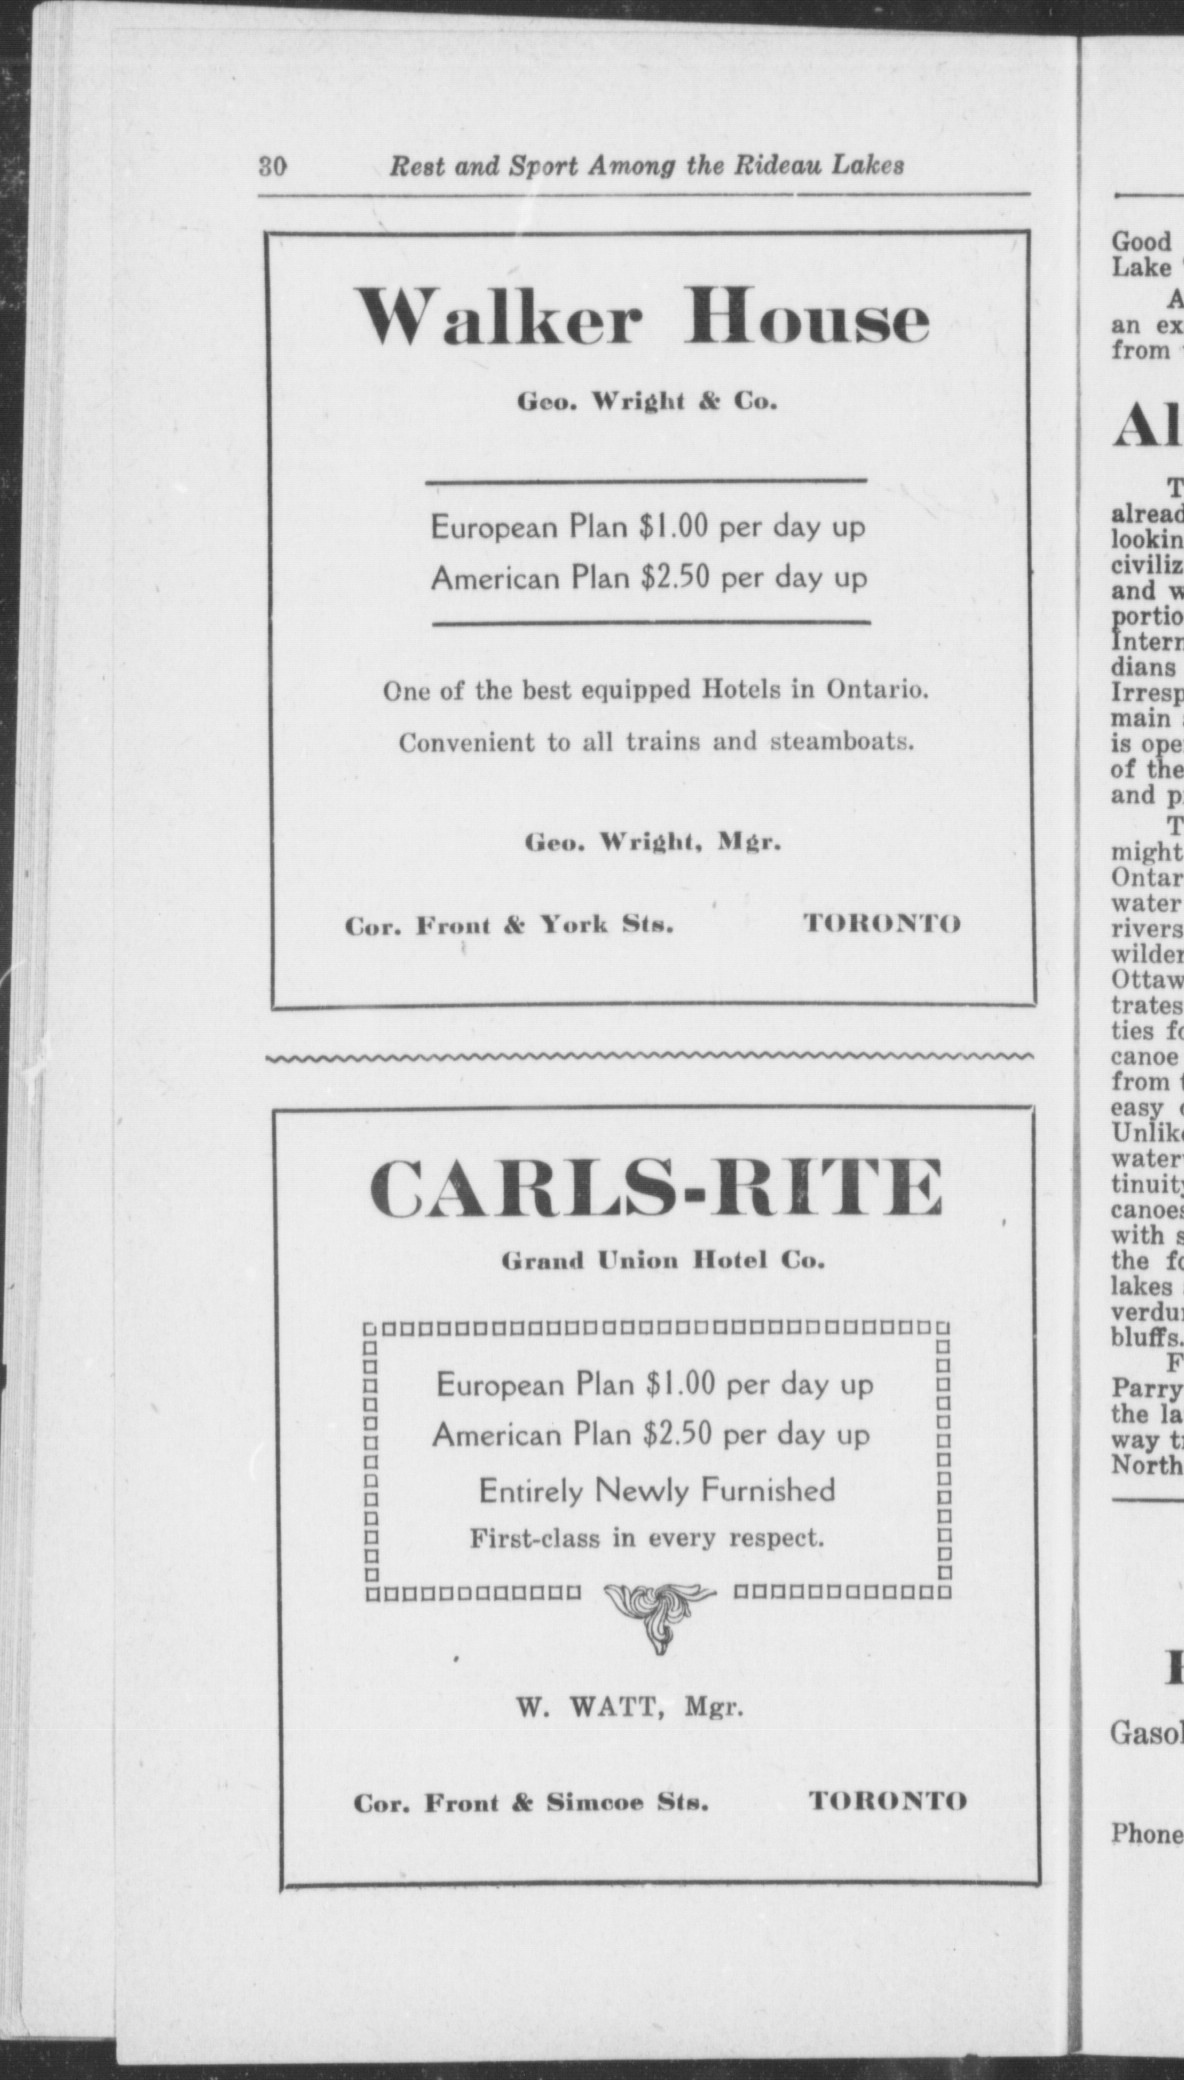 30 Rest and Sport Among the Rideau Lakes
Walker House
Geo. Wright & Co.
European Plan $1.00 per day up
American Plan $2.50 per day up
One of the best equipped Hotels in Ontario.
Convenient to all trains and steamboats.
Geo. Wright, Mgr.
Cor. Front & York Sts. TORONTO
CARLS-RITE
Grand Union Hotel Co.
European Plan $1.00 per day up
American Plan $2.50 per day up
Entirely Newly Furnished
First-class in every respect.
W. WATT, Mgr.
Cor. Front & Simcoe Sts. TORONTO
Good
Lake
A
an ex
from
Al
T
alread
lookin
civiliz
and w
portio
Intern
dians
Irresp
main
is ope
of the
and p
T
might
Ontar
water
rivers
wilder
Ottaw
trates
ties fo
canoe
from t
easy
Unlike
water
tinuity
canoes
with s
the fo
lakes
verdu
bluffs.
F
Parry
the la
way t
North
Gasol
Phone